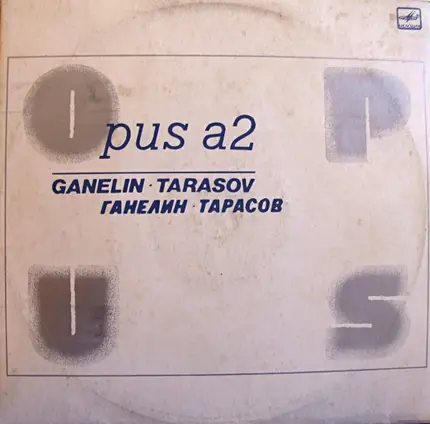 O P
Opus a2
GANELIN · TARASOV
ГАНЕЛИН · ТАРАСОВ
U S